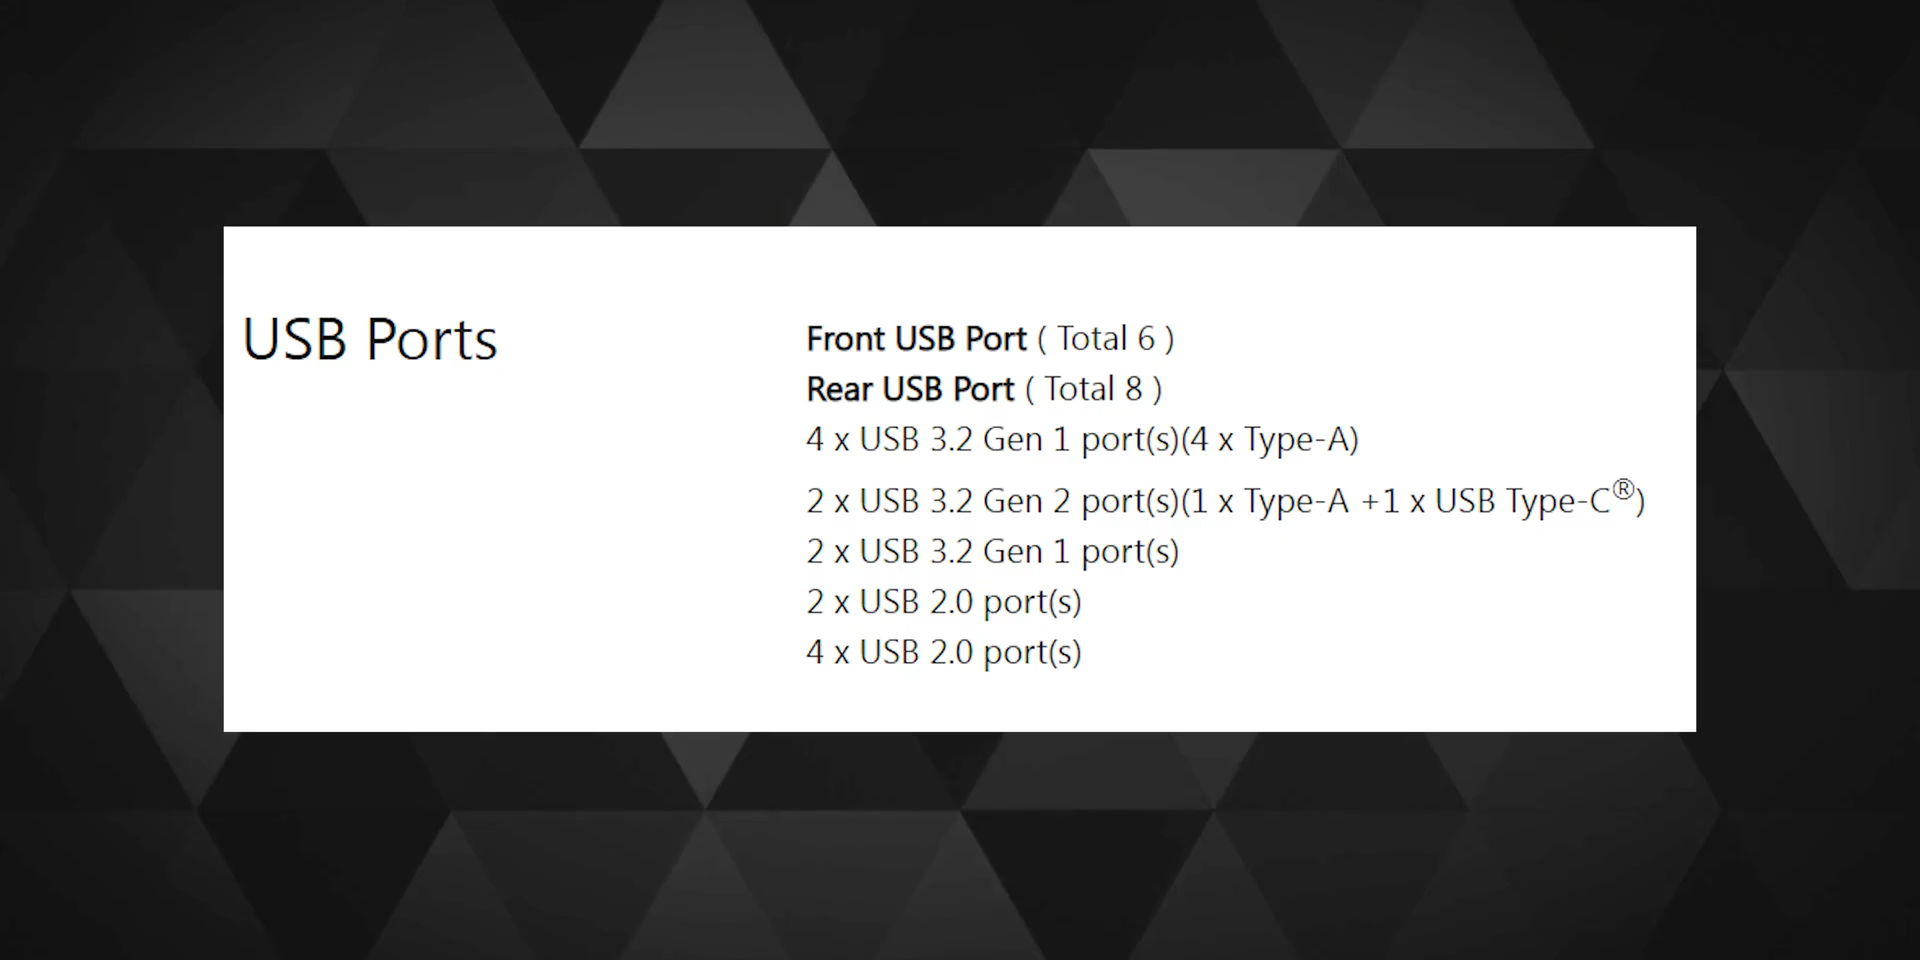 USB Ports
Front USB Port ( Total 6 )
Rear USB Port ( Total 8 )
4 x USB 3.2 Gen 1 port(s)(4 x Type-A)
2 x USB 3.2 Gen 2 port(s)(1 x Type-A +1 x USB Type-C®)
2 x USB 3.2 Gen 1 port(s)
2 x USB 2.0 port(s)
4 x USB 2.0 port(s)